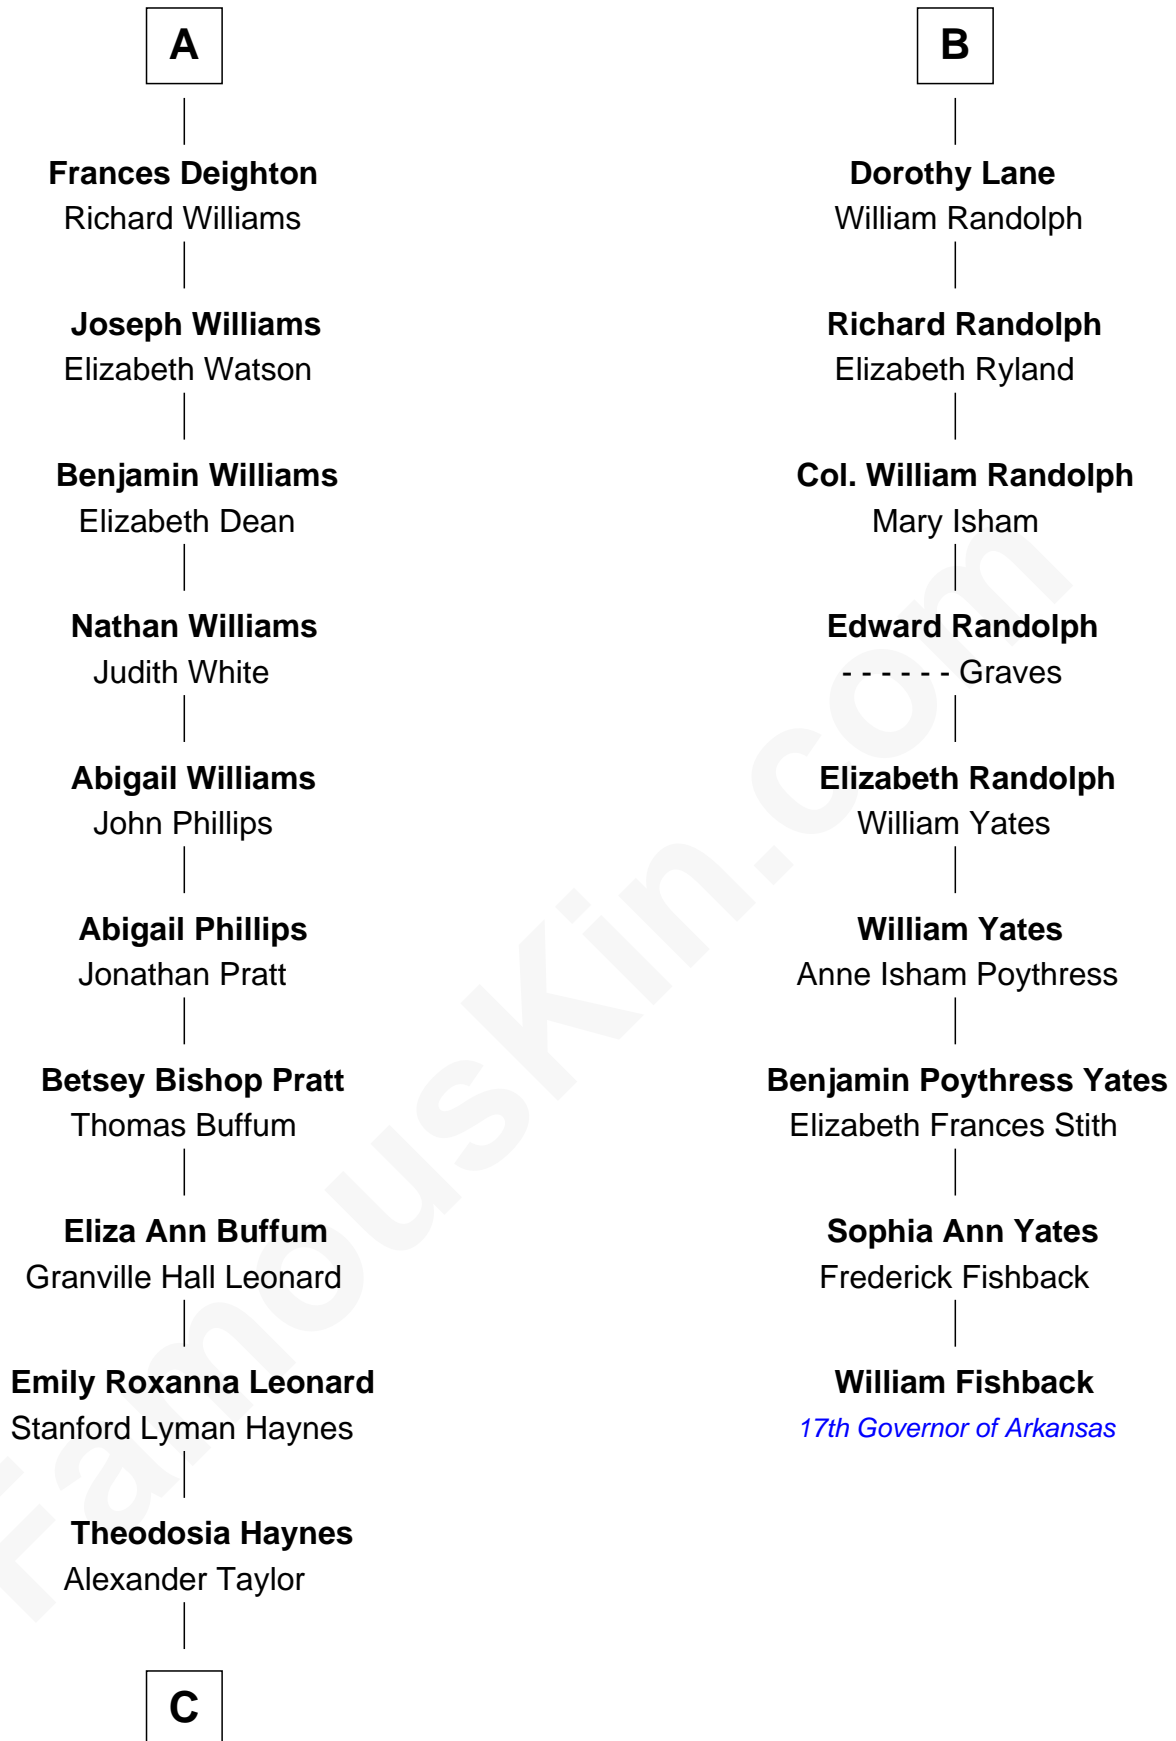 A
Frances Deighton
Richard Williams
Joseph Williams
Elizabeth Watson
Benjamin Williams
Elizabeth Dean
Nathan Williams
Judith White
Abigail Williams
John Phillips
Abigail Phillips
Jonathan Pratt
Betsey Bishop Pratt
Thomas Buffum
Eliza Ann Buffum
Granville Hall Leonard
Emily Roxanna Leonard
Stanford Lyman Haynes
Theodosia Haynes
Alexander Taylor
C
B
Dorothy Lane
William Randolph
Richard Randolph
Elizabeth Ryland
Col. William Randolph
Mary Isham
Edward Randolph
- - - - - - Graves
Elizabeth Randolph
William Yates
William Yates
Anne Isham Poythress
Benjamin Poythress Yates
Elizabeth Frances Stith
Sophia Ann Yates
Frederick Fishback
William Fishback
17th Governor of Arkansas
FamousKin.com